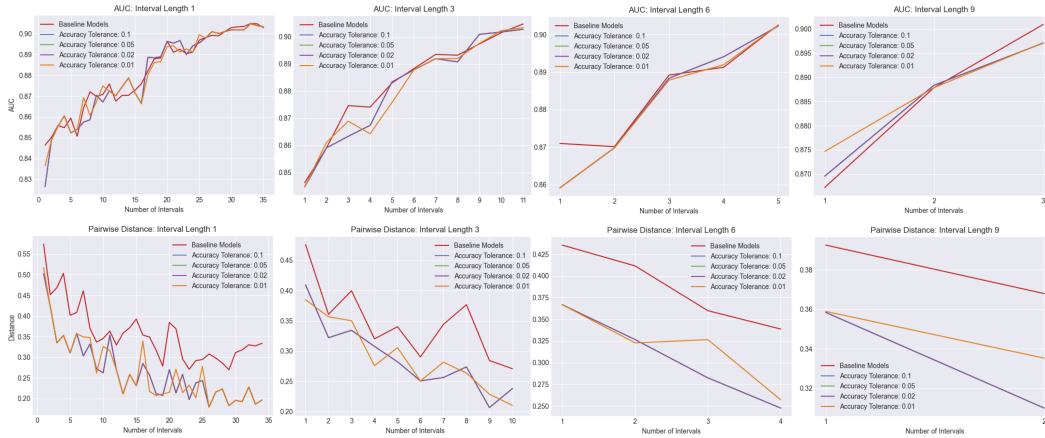 AUC: Interval Length 1
Baseline Models
Accuracy Tolerance: 0.1
Accuracy Tolerance: 0.05
Accuracy Tolerance: 0.02
Accuracy Tolerance: 0.01
AUC
0.90
0.89
0.88
0.87
0.86
0.85
0.84
0.83
0 5 10 15 20 25 30 35
Number of Intervals
AUC: Interval Length 3
Baseline Models
Accuracy Tolerance: 0.1
Accuracy Tolerance: 0.05
Accuracy Tolerance: 0.02
Accuracy Tolerance: 0.01
0.90
0.89
0.88
0.87
0.86
0.85
1 2 3 4 5 6 7 8 9 10 11
Number of Intervals
AUC: Interval Length 6
Baseline Models
Accuracy Tolerance: 0.1
Accuracy Tolerance: 0.05
Accuracy Tolerance: 0.02
Accuracy Tolerance: 0.01
0.90
0.89
0.88
0.87
0.86
1 2 3 4 5
Number of Intervals
AUC: Interval Length 9
Baseline Models
Accuracy Tolerance: 0.1
Accuracy Tolerance: 0.05
Accuracy Tolerance: 0.02
Accuracy Tolerance: 0.01
0.900
0.895
0.890
0.885
0.880
0.875
0.870
1 2 3
Number of Intervals
Pairwise Distance: Interval Length 1
Baseline Models
Accuracy Tolerance: 0.1
Accuracy Tolerance: 0.05
Accuracy Tolerance: 0.02
Accuracy Tolerance: 0.01
Distance
0.55
0.50
0.45
0.40
0.35
0.30
0.25
0.20
0 5 10 15 20 25 30 35
Number of Intervals
Pairwise Distance: Interval Length 3
Baseline Models
Accuracy Tolerance: 0.1
Accuracy Tolerance: 0.05
Accuracy Tolerance: 0.02
Accuracy Tolerance: 0.01
0.45
0.40
0.35
0.30
0.25
0.20
1 2 3 4 5 6 7 8 9 10
Number of Intervals
Pairwise Distance: Interval Length 6
Baseline Models
Accuracy Tolerance: 0.1
Accuracy Tolerance: 0.05
Accuracy Tolerance: 0.02
Accuracy Tolerance: 0.01
0.425
0.400
0.375
0.350
0.325
0.300
0.275
0.250
1 2 3 4
Number of Intervals
Pairwise Distance: Interval Length 9
0.38
0.36
0.34
0.32
Baseline Models
Accuracy Tolerance: 0.1
Accuracy Tolerance: 0.05
Accuracy Tolerance: 0.02
Accuracy Tolerance: 0.01
1 2
Number of Intervals